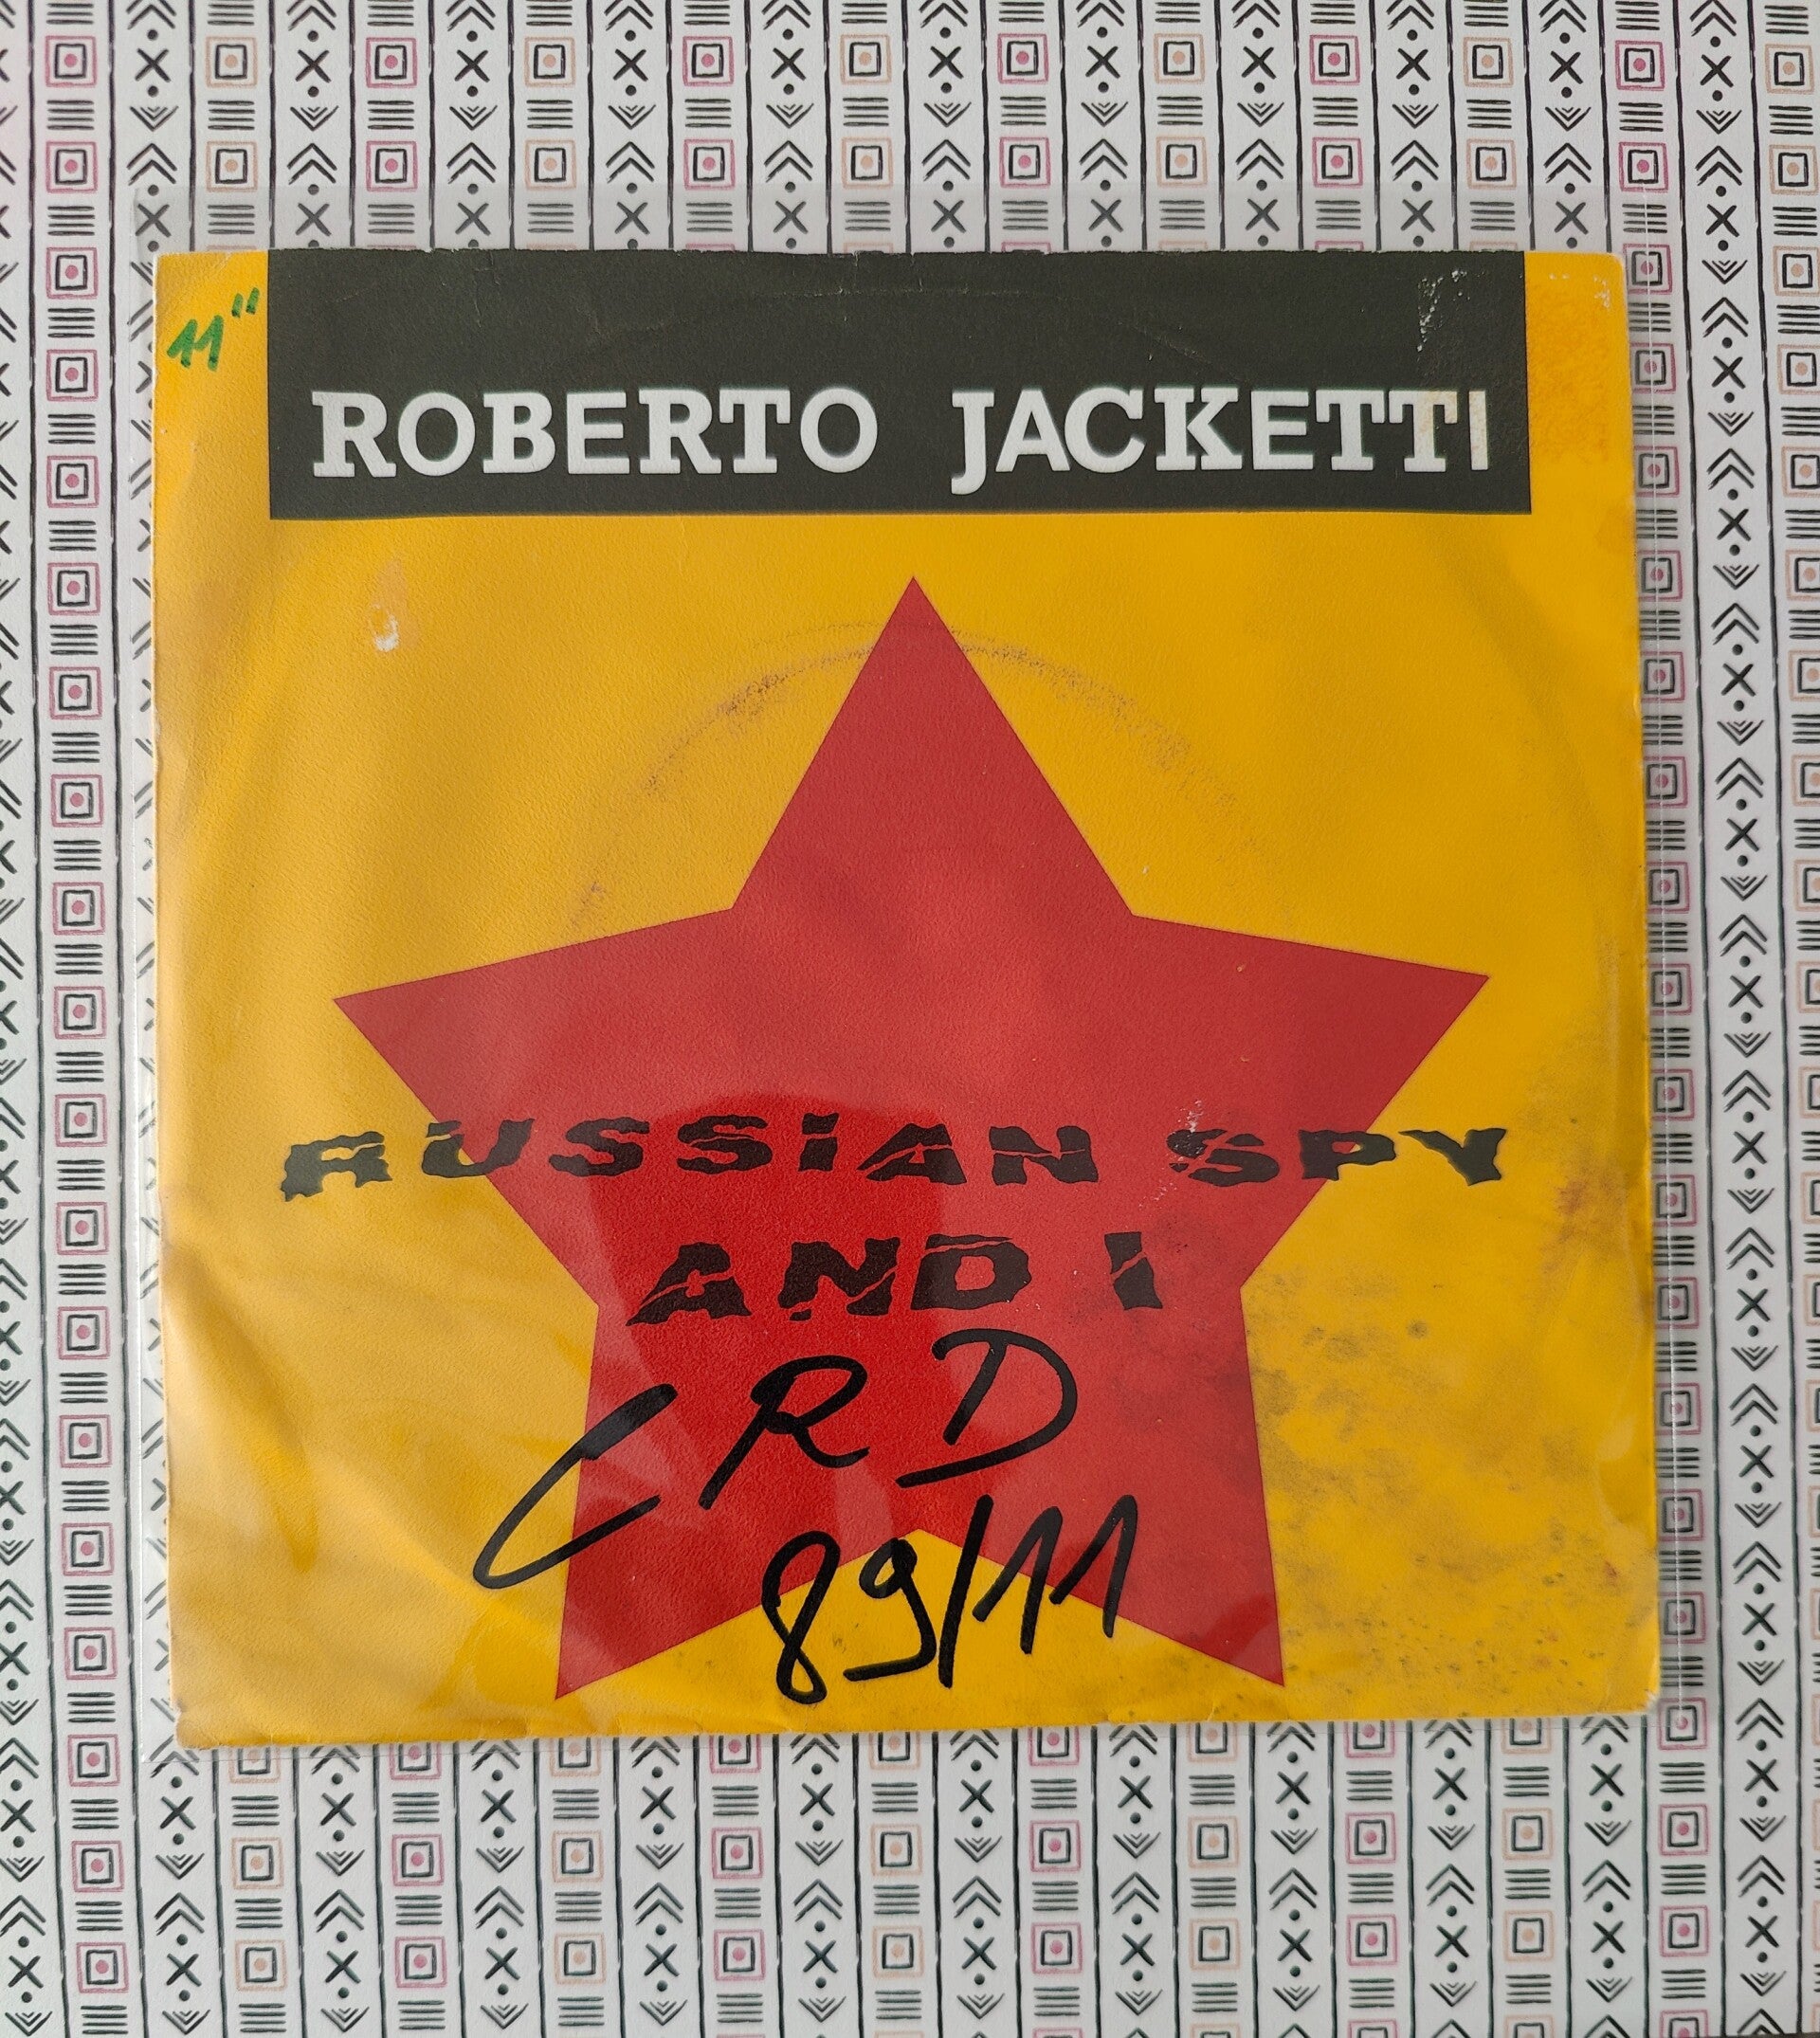 11"
ROBERTO JACKETTI
RUSSIAN SPY
AND I
CRD
89/11